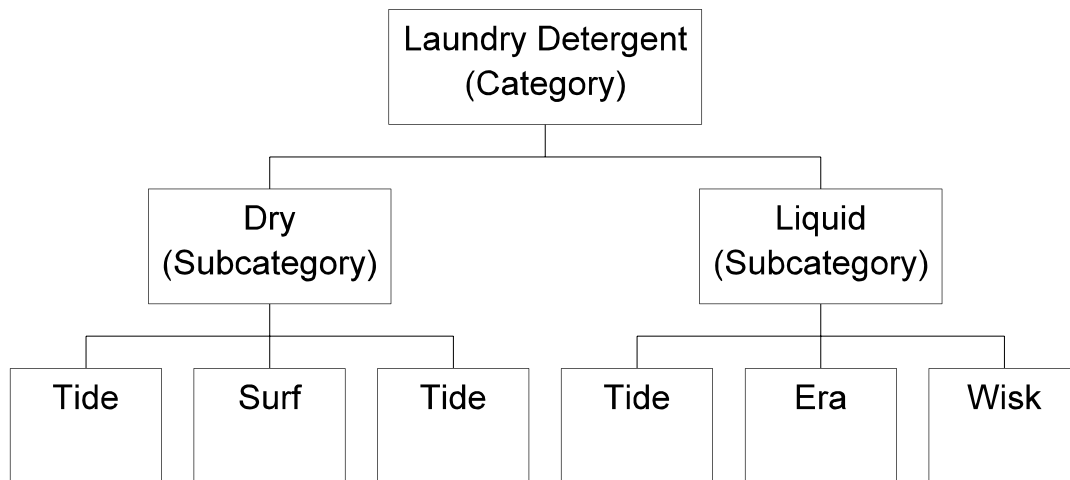 Laundry Detergent
(Category)
Dry
(Subcategory)
Liquid
(Subcategory)
Tide
Surf
Tide
Tide
Era
Wisk